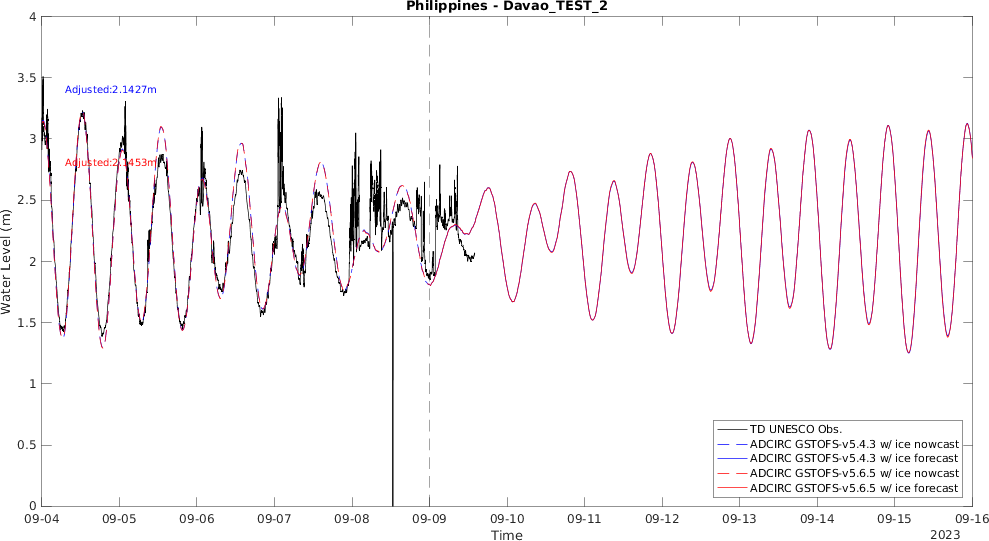 Philippines - Davao_TEST_2
4
3.5
3
2.5
2
1.5
1
0.5
0
Water Level (m)
Adjusted:2.1427m
Adjusted:2.1453m
TD UNESCO Obs.
ADCIRC GSTOFS-v5.4.3 w/ ice nowcast
ADCIRC GSTOFS-v5.4.3 w/ ice forecast
ADCIRC GSTOFS-v5.6.5 w/ ice nowcast
ADCIRC GSTOFS-v5.6.5 w/ ice forecast
09-04 09-05 09-06 09-07 09-08 09-09 09-10 09-11 09-12 09-13 09-14 09-15 09-16
Time
2023